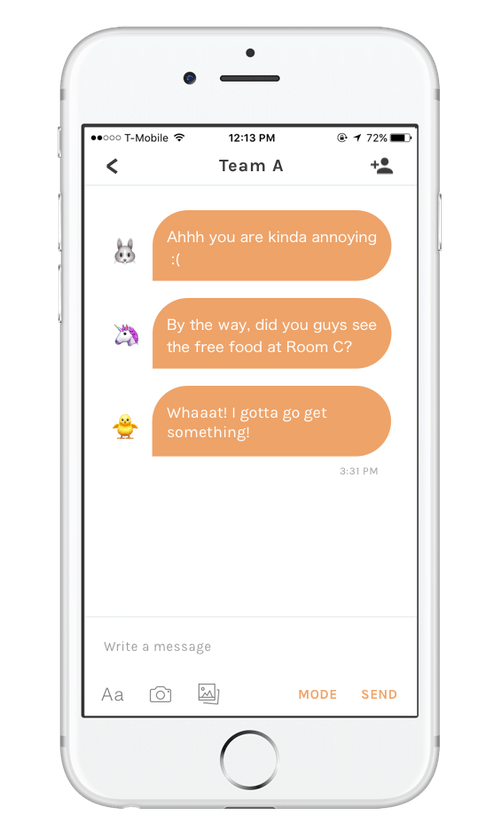 T-Mobile 12:13 PM 72%
Team A
Ahhh you are kinda annoying
:(
By the way, did you guys see
the free food at Room C?
Whaaat! I gotta go get
something!
3:31 PM
Write a message
Aa MODE SEND